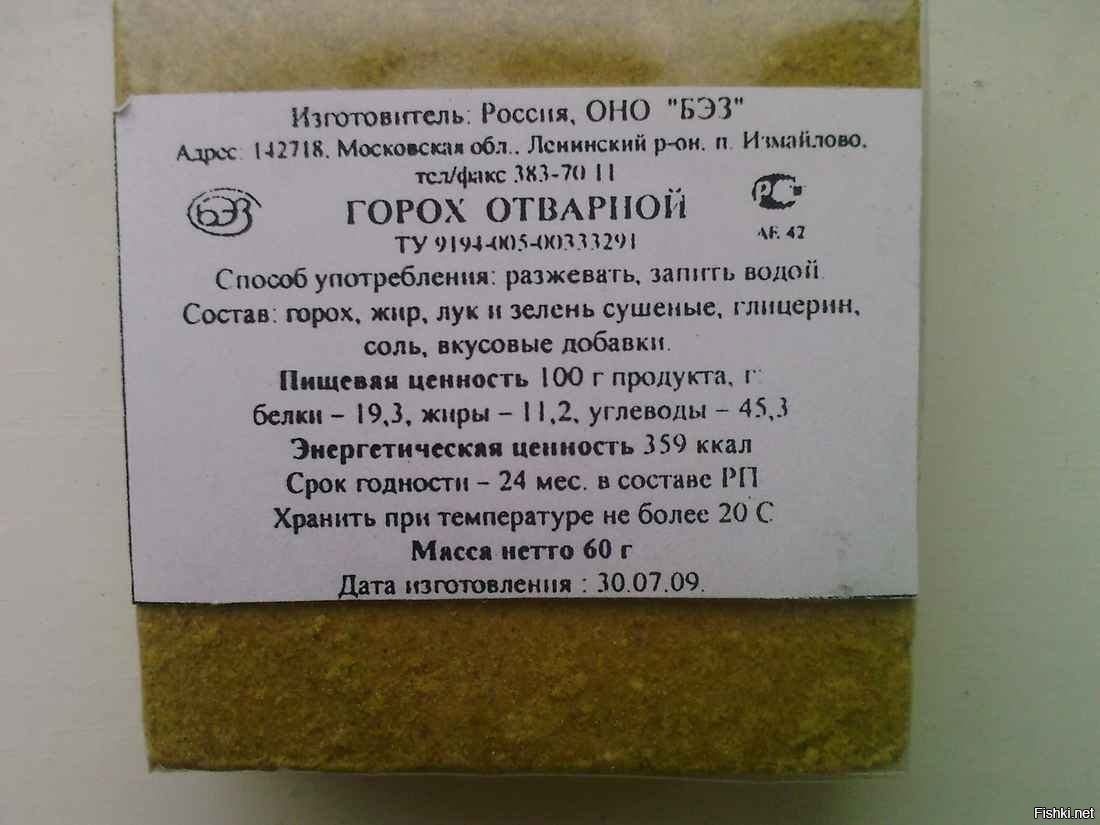 Изготовитель: Россия, ОНО "БЭЗ"
Адрес: 142718, Московская обл., Ленинский р-он, п. Измайлово,
тел/факс 383-70 11
БЭЗ
ГОРОХ ОТВАРНОЙ
РС
АЕ 42
ТУ 9194-005-00333291
Способ употребления: разжевать, запить водой.
Состав: горох, жир, лук и зелень сушеные, глицерин,
соль, вкусовые добавки.
Пищевая ценность 100 г продукта, г:
белки – 19,3, жиры – 11,2, углеводы – 45,3
Энергетическая ценность 359 ккал
Срок годности – 24 мес. в составе РП
Хранить при температуре не более 20 С
Масса нетто 60 г
Дата изготовления : 30.07.09.
Fishki.net